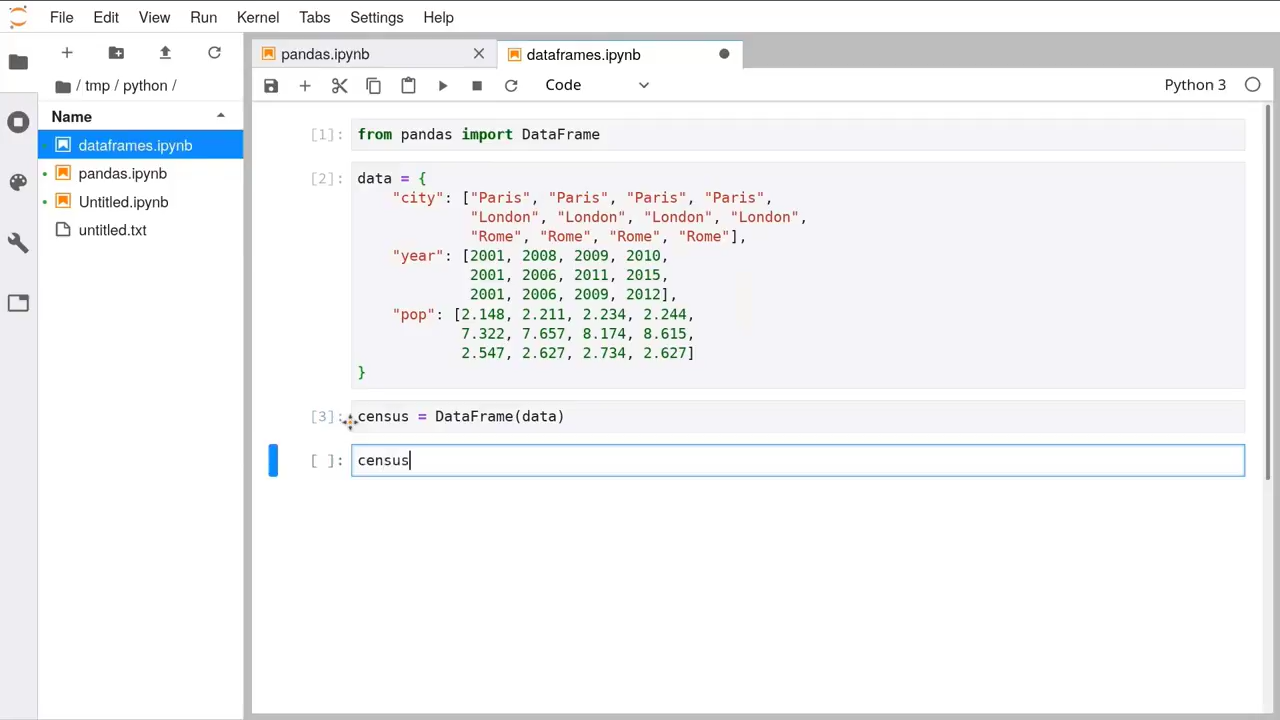 File Edit View Run Kernel Tabs Settings Help
pandas.ipynb
dataframes.ipynb
/ tmp / python /
Code
Python 3
Name
dataframes.ipynb
pandas.ipynb
Untitled.ipynb
untitled.txt
[1]: from pandas import DataFrame
[2]: data = {
"city": ["Paris", "Paris", "Paris", "Paris",
"London", "London", "London", "London",
"Rome", "Rome", "Rome", "Rome"],
"year": [2001, 2008, 2009, 2010,
2001, 2006, 2011, 2015,
2001, 2006, 2009, 2012],
"pop": [2.148, 2.211, 2.234, 2.244,
7.322, 7.657, 8.174, 8.615,
2.547, 2.627, 2.734, 2.627]
}
[3]: census = DataFrame(data)
[ ]: census